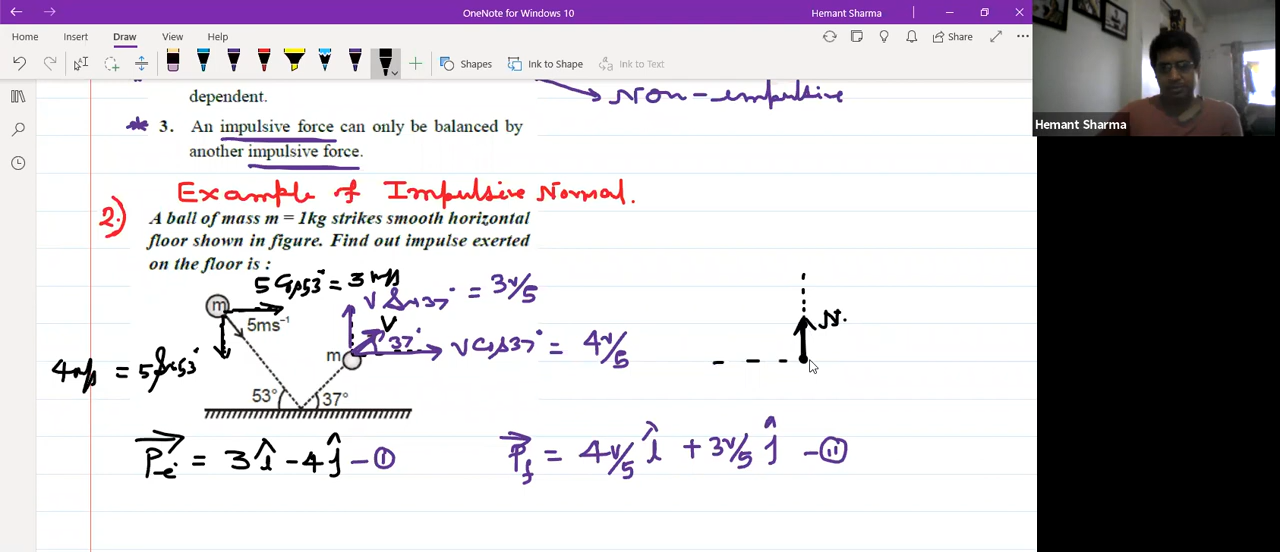 OneNote for Windows 10
Hemant Sharma
Home Insert Draw View Help
Share
Shapes Ink to Shape Ink to Text
dependent.
Non-impulsive
3. An impulsive force can only be balanced by
another impulsive force.
Example of Impulsive Normal.
2.)
A ball of mass m = 1kg strikes smooth horizontal
floor shown in figure. Find out impulse exerted
on the floor is :
5 Cos53° = 3 m/s
m
5ms⁻¹
4m/s = 5 Sin53°
V Sin37° = 3V/5
V
37°
m
V Cos37° = 4V/5
53° 37°
N.
P⃗i = 3î - 4ĵ - ①
P⃗f = 4V/5 î + 3V/5 ĵ - ⑪
Hemant Sharma